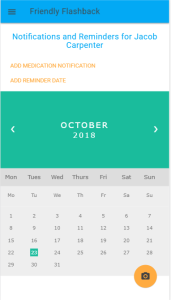 Friendly Flashback
Notifications and Reminders for Jacob
Carpenter
ADD MEDICATION NOTIFICATION
ADD REMINDER DATE
OCTOBER
2018
Mon Tues Wed Thurs Fri Sat Sun
Mo Tu We Th Fr Sa Su
1 2 3 4 5 6 7
8 9 10 11 12 13 14
15 16 17 18 19 20 21
22 23 24 25 26 27 28
29 30 31